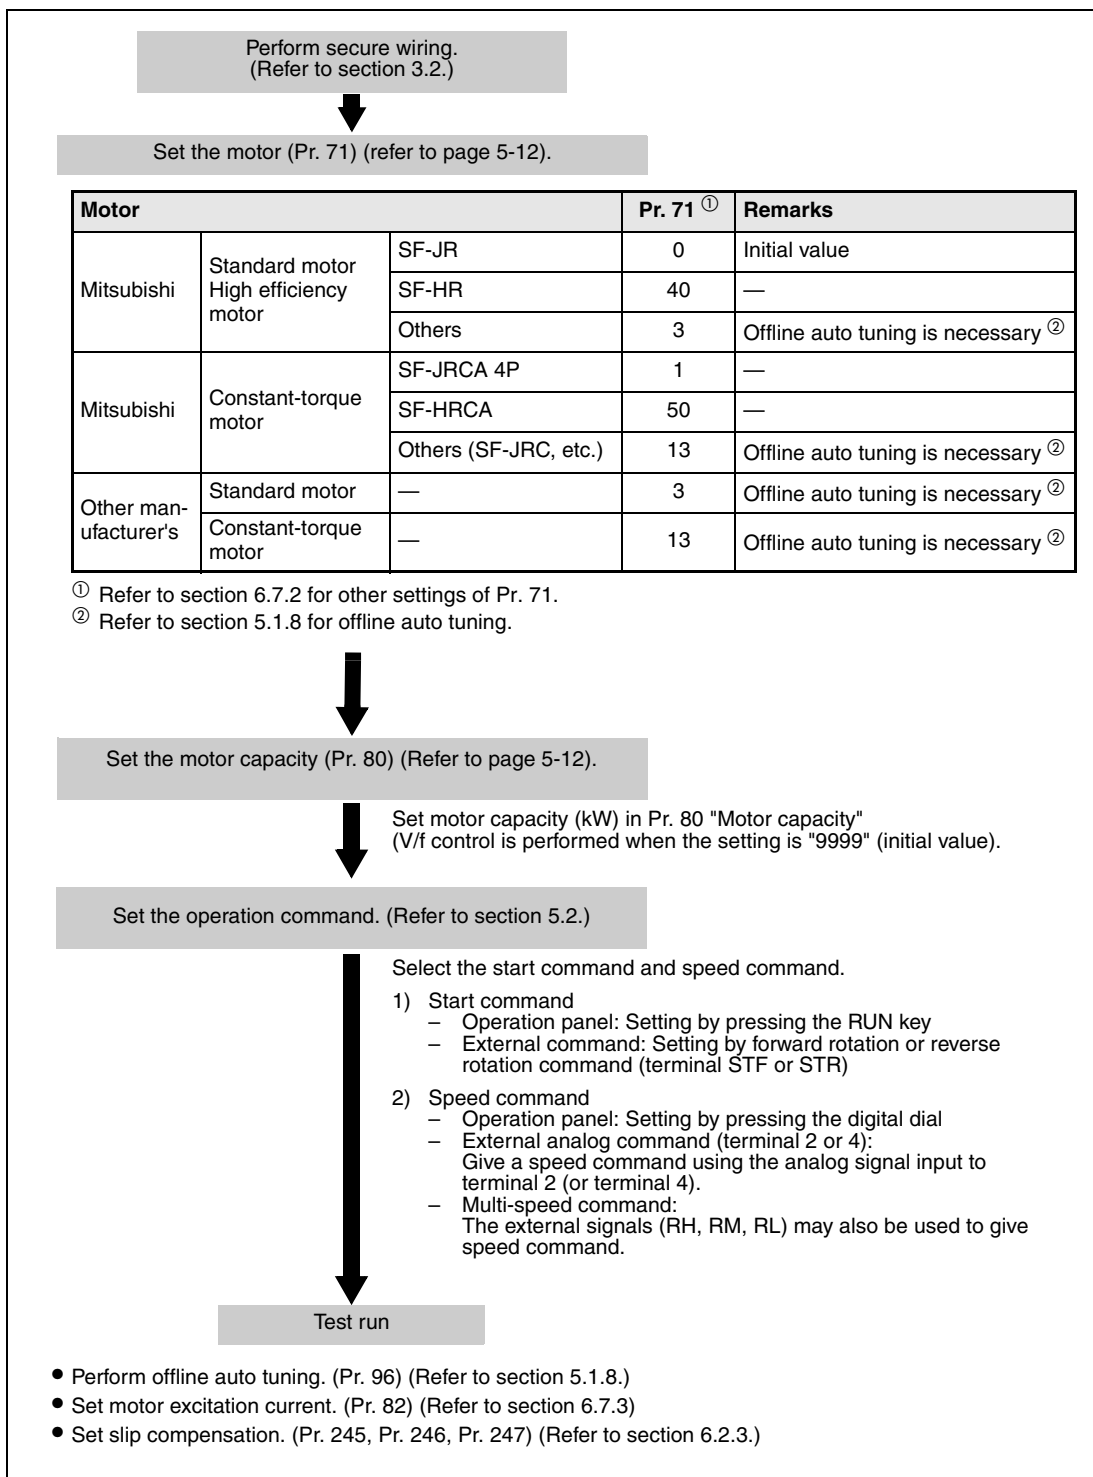 Perform secure wiring.
(Refer to section 3.2.)
Set the motor (Pr. 71) (refer to page 5-12).
Motor Pr. 71 ① Remarks
Mitsubishi
Standard motor
High efficiency
motor
SF-JR 0 Initial value
SF-HR 40 —
Others 3 Offline auto tuning is necessary ②
Mitsubishi
Constant-torque
motor
SF-JRCA 4P 1 —
SF-HRCA 50 —
Others (SF-JRC, etc.) 13 Offline auto tuning is necessary ②
Other man-
ufacturer's
Standard motor — 3 Offline auto tuning is necessary ②
Constant-torque
motor
— 13 Offline auto tuning is necessary ②
① Refer to section 6.7.2 for other settings of Pr. 71.
② Refer to section 5.1.8 for offline auto tuning.
Set the motor capacity (Pr. 80) (Refer to page 5-12).
Set motor capacity (kW) in Pr. 80 "Motor capacity"
(V/f control is performed when the setting is "9999" (initial value).
Set the operation command. (Refer to section 5.2.)
Select the start command and speed command.
1) Start command
– Operation panel: Setting by pressing the RUN key
– External command: Setting by forward rotation or reverse
rotation command (terminal STF or STR)
2) Speed command
– Operation panel: Setting by pressing the digital dial
– External analog command (terminal 2 or 4):
Give a speed command using the analog signal input to
terminal 2 (or terminal 4).
– Multi-speed command:
The external signals (RH, RM, RL) may also be used to give
speed command.
Test run
● Perform offline auto tuning. (Pr. 96) (Refer to section 5.1.8.)
● Set motor excitation current. (Pr. 82) (Refer to section 6.7.3)
● Set slip compensation. (Pr. 245, Pr. 246, Pr. 247) (Refer to section 6.2.3.)